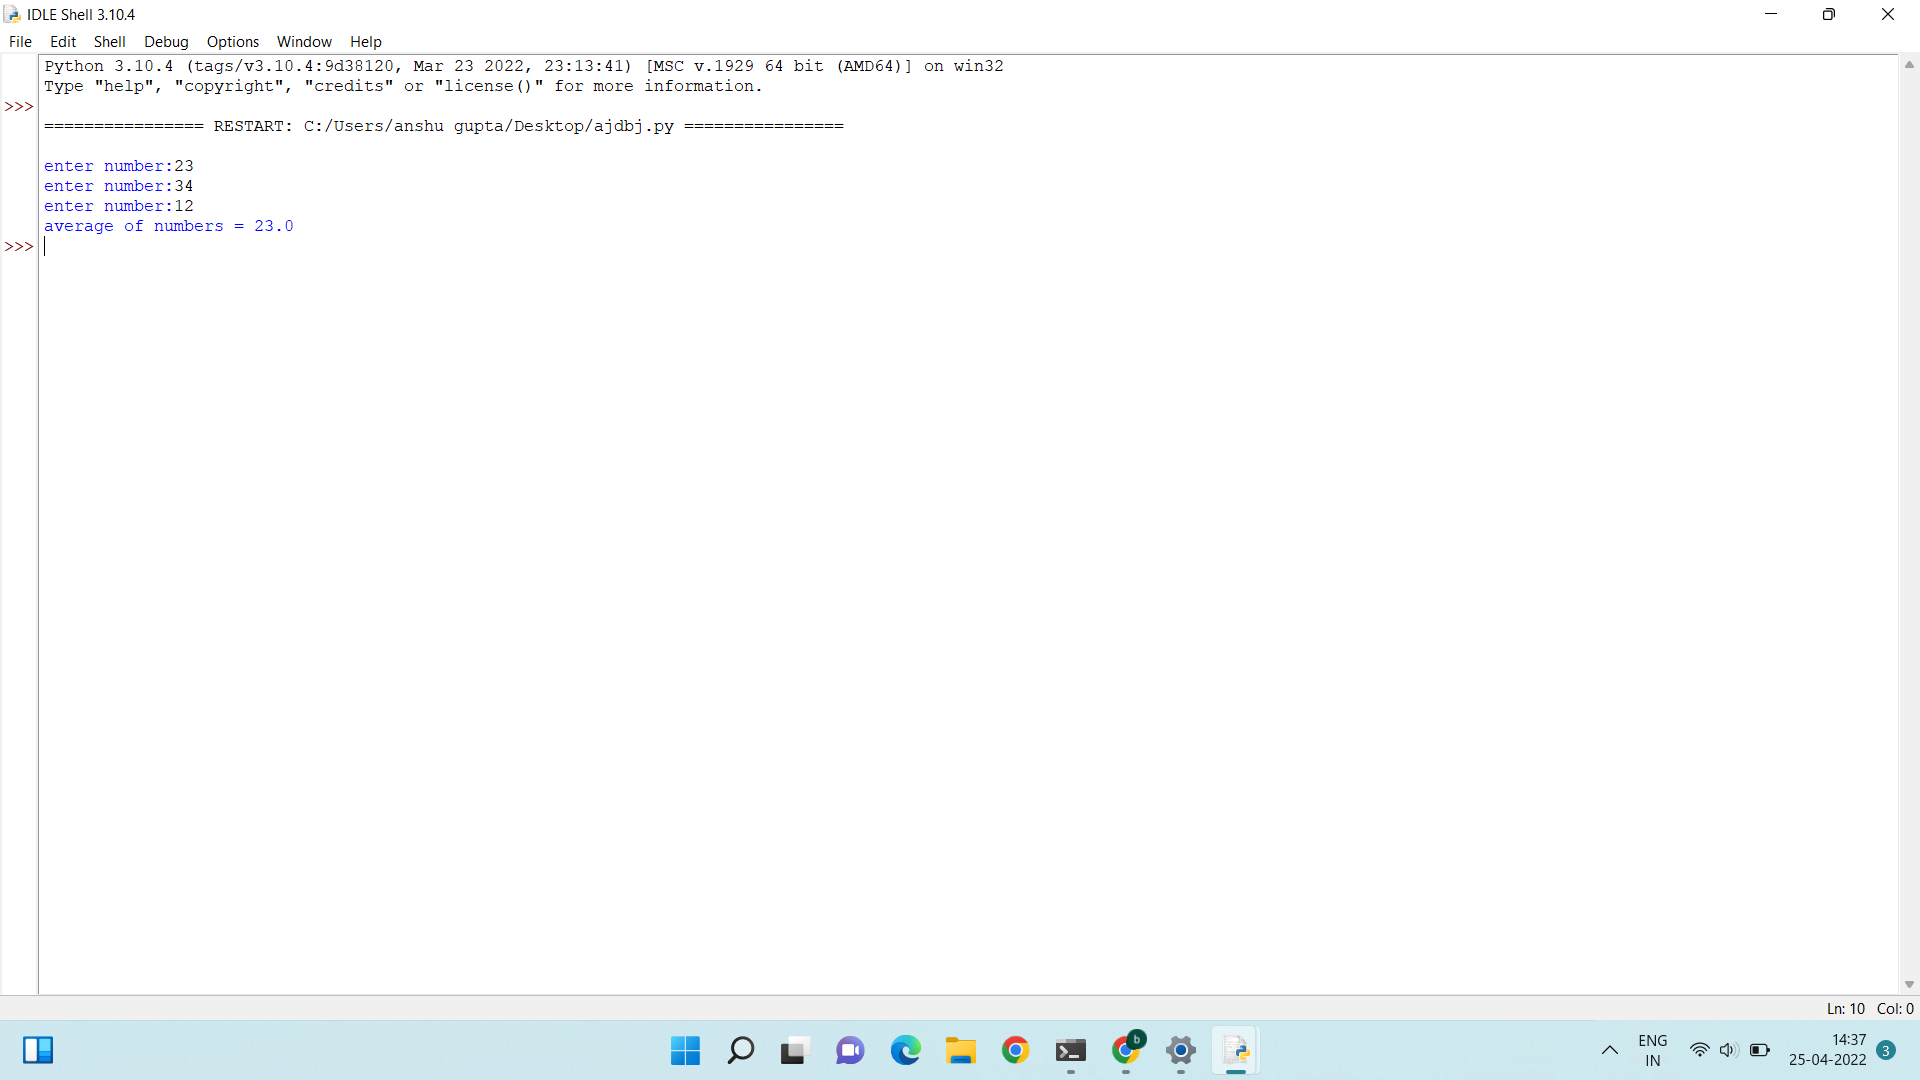 IDLE Shell 3.10.4
File Edit Shell Debug Options Window Help
Python 3.10.4 (tags/v3.10.4:9d38120, Mar 23 2022, 23:13:41) [MSC v.1929 64 bit (AMD64)] on win32
Type "help", "copyright", "credits" or "license()" for more information.
>>>
================ RESTART: C:/Users/anshu gupta/Desktop/ajdbj.py ================
enter number:23
enter number:34
enter number:12
average of numbers = 23.0
>>>
Ln: 10 Col: 0
b
ENG
IN
14:37
25-04-2022
3